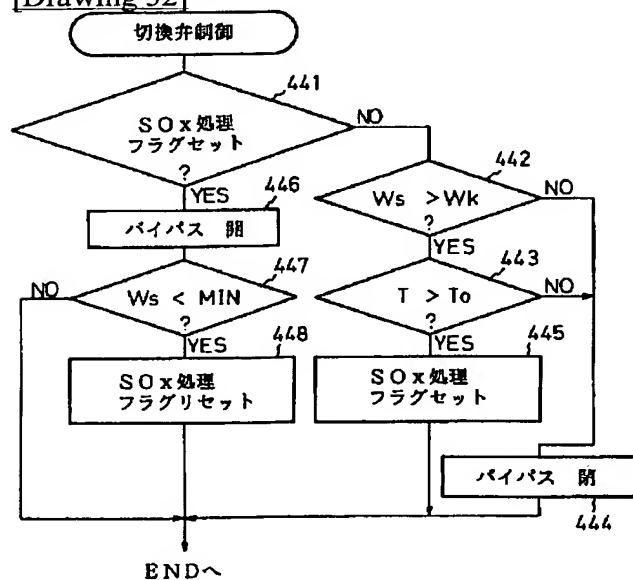 [Drawing 32]
切換弁制御
441
SOx処理
フラグセット
?
NO
YES
446
バイパス 開
447
Ws < MIN
?
NO
YES
448
SOx処理
フラグリセット
442
Ws >Wk
?
NO
YES
443
T > To
?
NO
YES
445
SOx処理
フラグセット
バイパス 閉
444
ENDへ